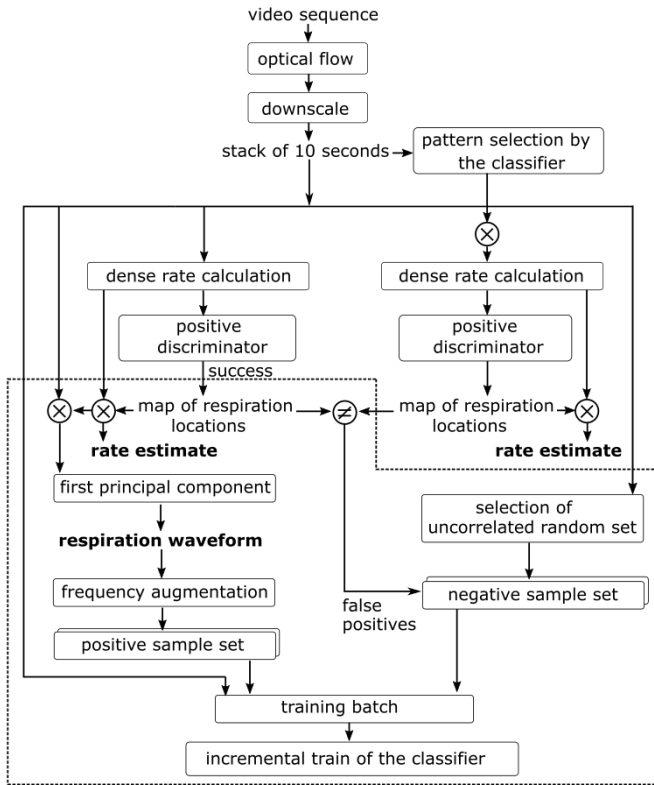 video sequence
optical flow
downscale
stack of 10 seconds
pattern selection by
the classifier
dense rate calculation
dense rate calculation
positive
discriminator
positive
discriminator
success
map of respiration
locations
≠
map of respiration
locations
rate estimate
rate estimate
first principal component
selection of
uncorrelated random set
respiration waveform
frequency augmentation
false
positives
negative sample set
positive sample set
training batch
incremental train of the classifier